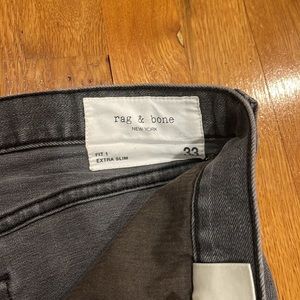 rag & bone
NEW YORK
FIT 1
EXTRA SLIM
33